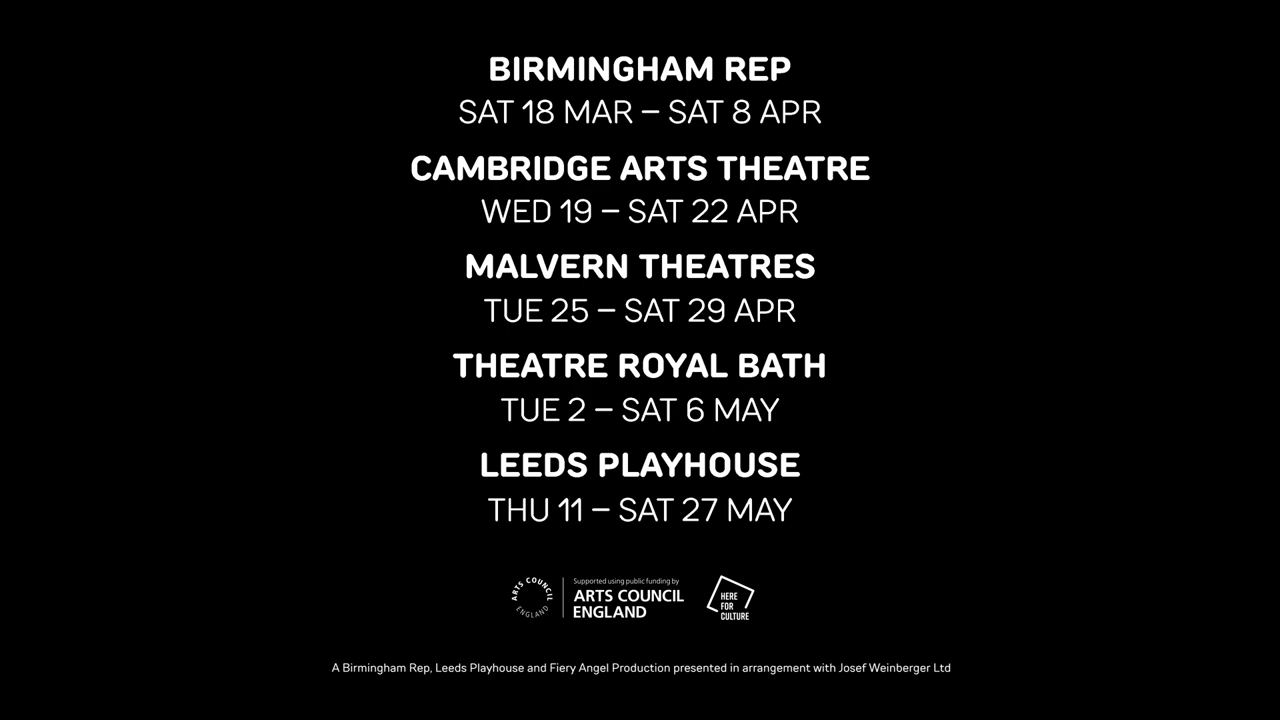 BIRMINGHAM REP
SAT 18 MAR – SAT 8 APR
CAMBRIDGE ARTS THEATRE
WED 19 – SAT 22 APR
MALVERN THEATRES
TUE 25 – SAT 29 APR
THEATRE ROYAL BATH
TUE 2 – SAT 6 MAY
LEEDS PLAYHOUSE
THU 11 – SAT 27 MAY
ARTS COUNCIL
ENGLAND
Supported using public funding by
ARTS COUNCIL
ENGLAND
HERE
FOR
CULTURE
A Birmingham Rep, Leeds Playhouse and Fiery Angel Production presented in arrangement with Josef Weinberger Ltd